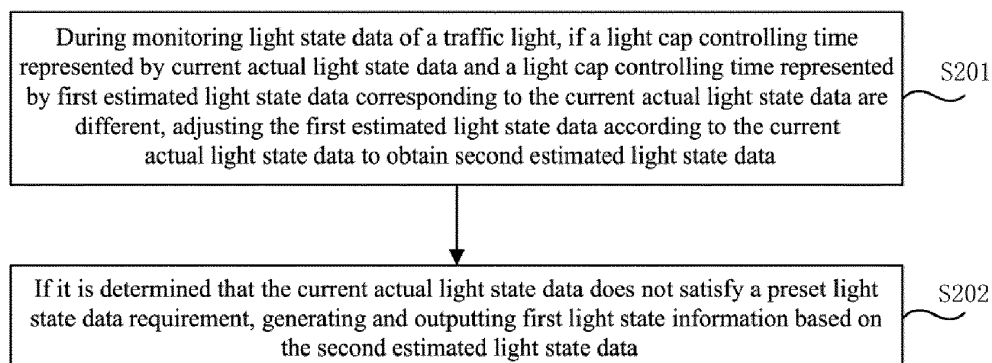 During monitoring light state data of a traffic light, if a light cap controlling time
represented by current actual light state data and a light cap controlling time represented
by first estimated light state data corresponding to the current actual light state data are
different, adjusting the first estimated light state data according to the current
actual light state data to obtain second estimated light state data
S201
If it is determined that the current actual light state data does not satisfy a preset light
state data requirement, generating and outputting first light state information based on
the second estimated light state data
S202